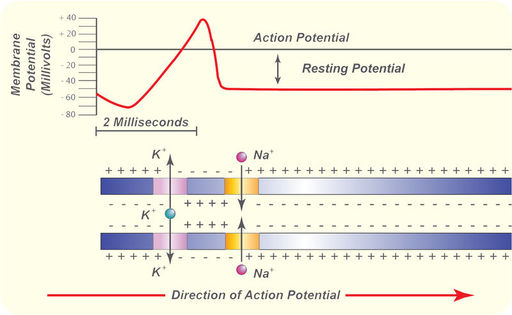 Membrane
Potential
(Millivolts)
+ 40
+ 20
0
- 20
- 40
- 60
- 80
Action Potential
Resting Potential
2 Milliseconds
K+ Na+
+ + + + + - - - - - - - - + + + + + + + + + + + + + + + + + + +
- - - - - K+ + + + + - - - - - - - - - - - - - - - - - -
- - - - - + + + + - - - - - - - - - - - - - - - - - -
+ + + + + - - - - - - - - + + + + + + + + + + + + + + + + + + +
K+ Na+
Direction of Action Potential